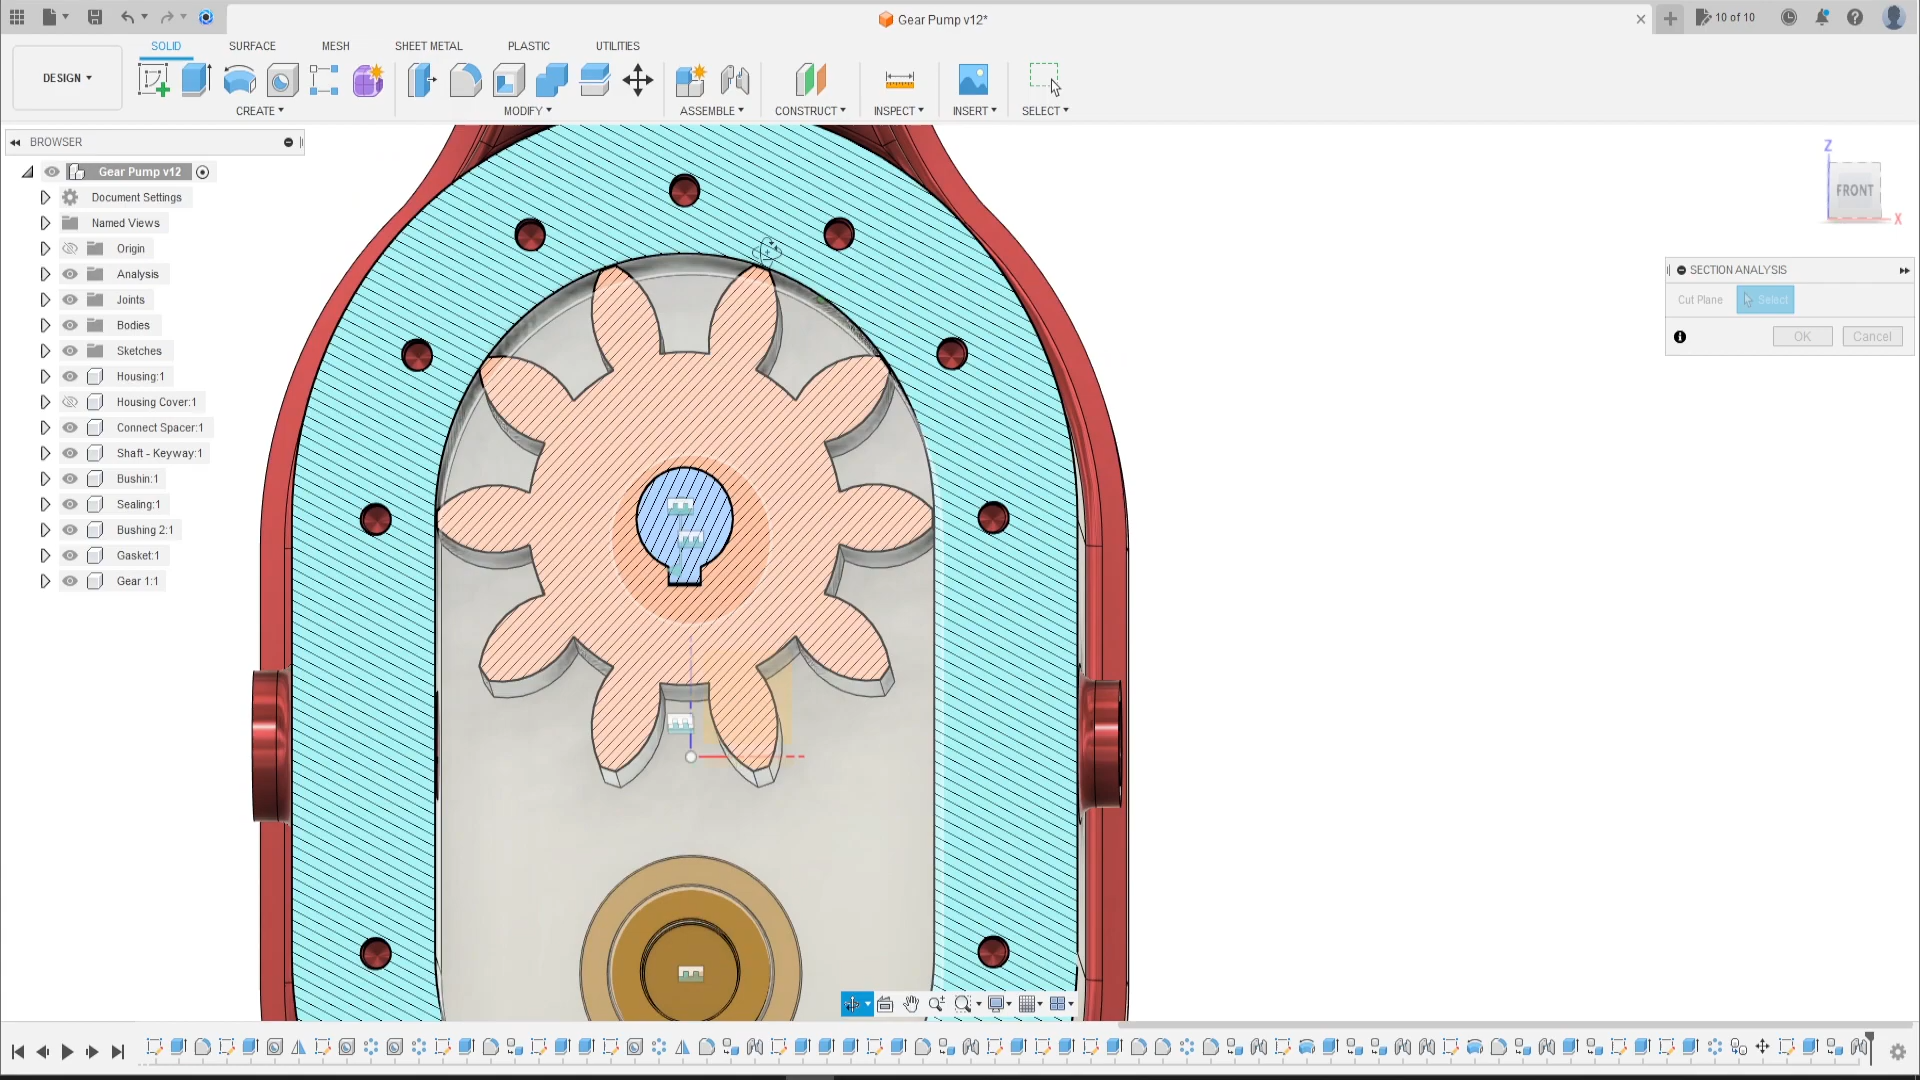 Gear Pump v12*
10 of 10
SOLID
SURFACE
MESH
SHEET METAL
PLASTIC
UTILITIES
DESIGN
CREATE
MODIFY
ASSEMBLE
CONSTRUCT
INSPECT
INSERT
SELECT
BROWSER
Gear Pump v12
Document Settings
Named Views
Origin
Analysis
Joints
Bodies
Sketches
Housing:1
Housing Cover:1
Connect Spacer:1
Shaft - Keyway:1
Bushin:1
Sealing:1
Bushing 2:1
Gasket:1
Gear 1:1
Z
FRONT
X
SECTION ANALYSIS
Cut Plane
Select
OK
Cancel